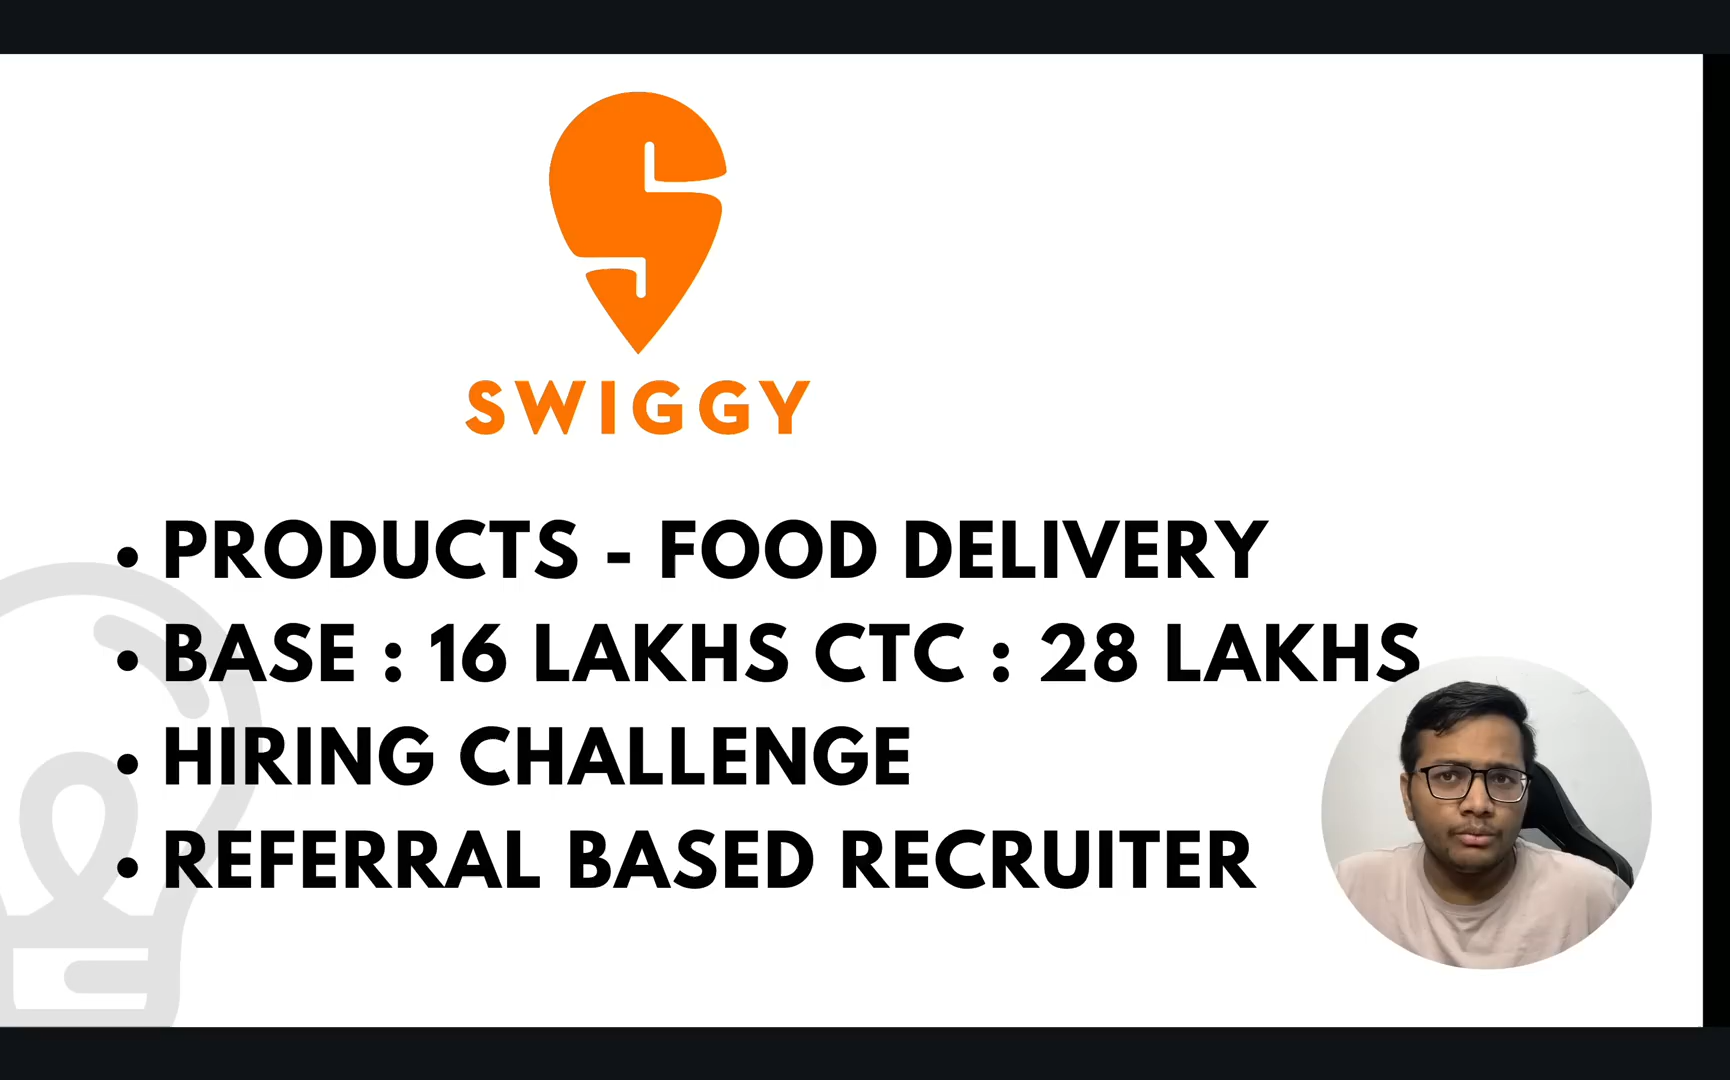 SWIGGY
• PRODUCTS - FOOD DELIVERY
• BASE : 16 LAKHS CTC : 28 LAKHS
• HIRING CHALLENGE
• REFERRAL BASED RECRUITER